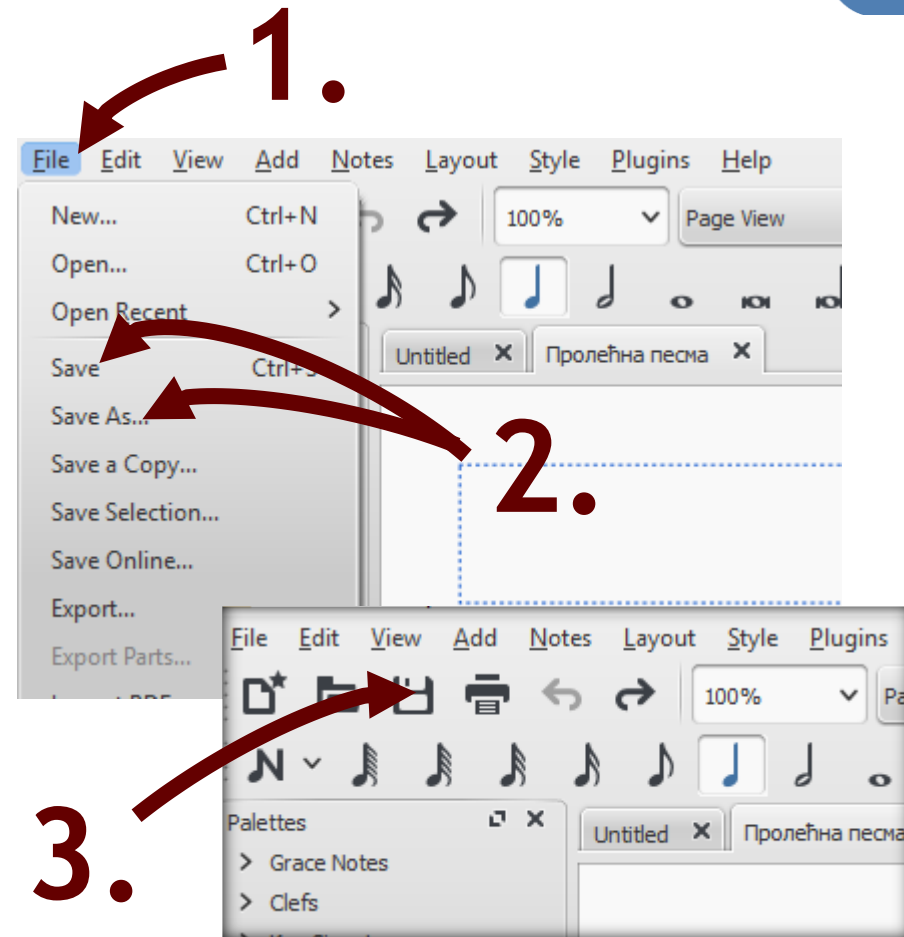 1.
File Edit View Add Notes Layout Style Plugins Help
New... Ctrl+N
100% Page View
Open... Ctrl+O
Open Recent
Untitled Пролећна песма
Save
Save As...
2.
Save a Copy...
Save Selection...
Save Online...
Export...
Export Parts...
File Edit View Add Notes Layout Style Plugins
100%
3.
Palettes
Untitled Пролећна песма
Grace Notes
Clefs